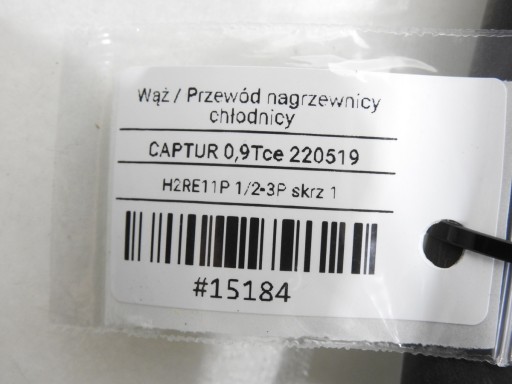 Wąż / Przewód nagrzewnicy
chłodnicy
CAPTUR 0,9Tce 220519
H2RE11P 1/2-3P skrz 1
#15184